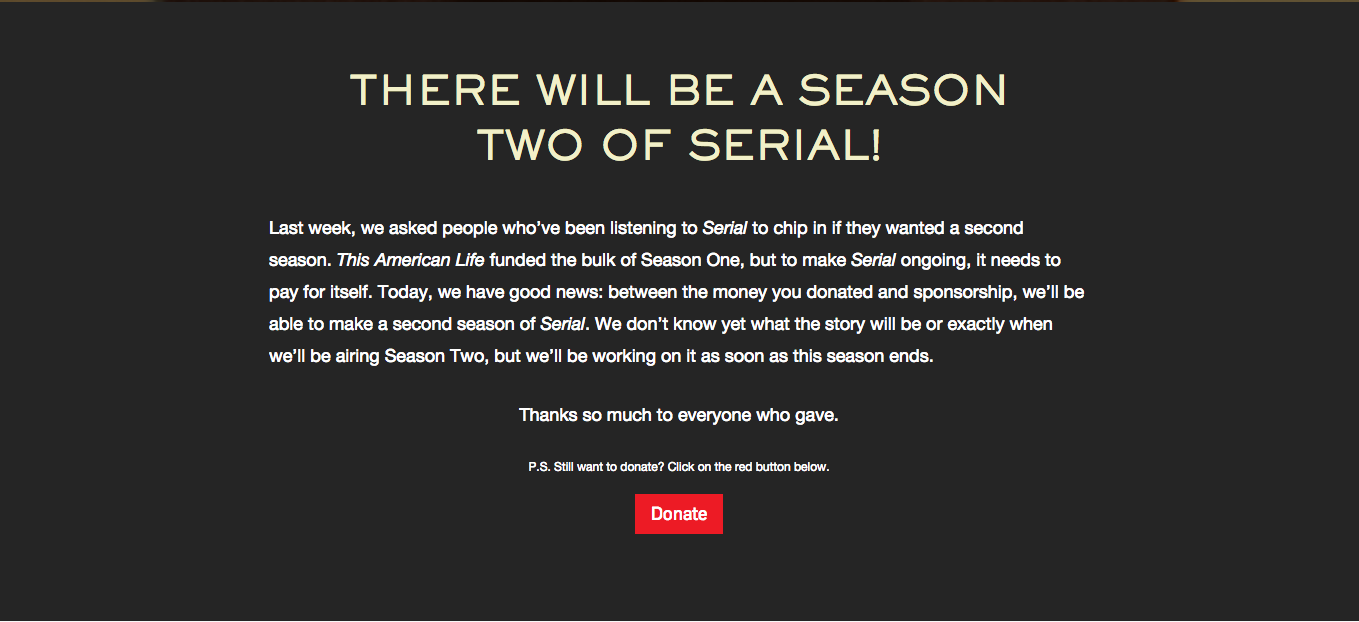 THERE WILL BE A SEASON
TWO OF SERIAL!
Last week, we asked people who’ve been listening to Serial to chip in if they wanted a second
season. This American Life funded the bulk of Season One, but to make Serial ongoing, it needs to
pay for itself. Today, we have good news: between the money you donated and sponsorship, we’ll be
able to make a second season of Serial. We don’t know yet what the story will be or exactly when
we’ll be airing Season Two, but we’ll be working on it as soon as this season ends.
Thanks so much to everyone who gave.
P.S. Still want to donate? Click on the red button below.
Donate